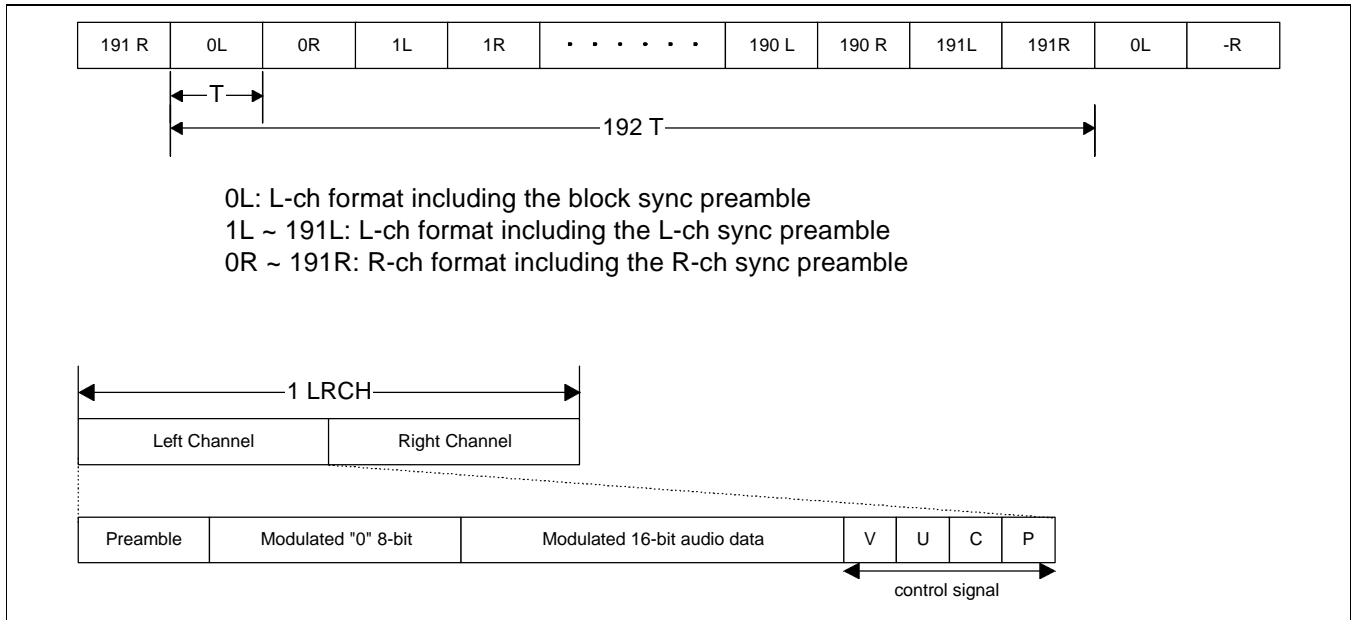 191 R 0L 0R 1L 1R . . . . . . 190 L 190 R 191L 191R 0L -R
T
192 T
0L: L-ch format including the block sync preamble
1L ~ 191L: L-ch format including the L-ch sync preamble
0R ~ 191R: R-ch format including the R-ch sync preamble
1 LRCH
Left Channel Right Channel
Preamble Modulated "0" 8-bit Modulated 16-bit audio data V U C P
control signal